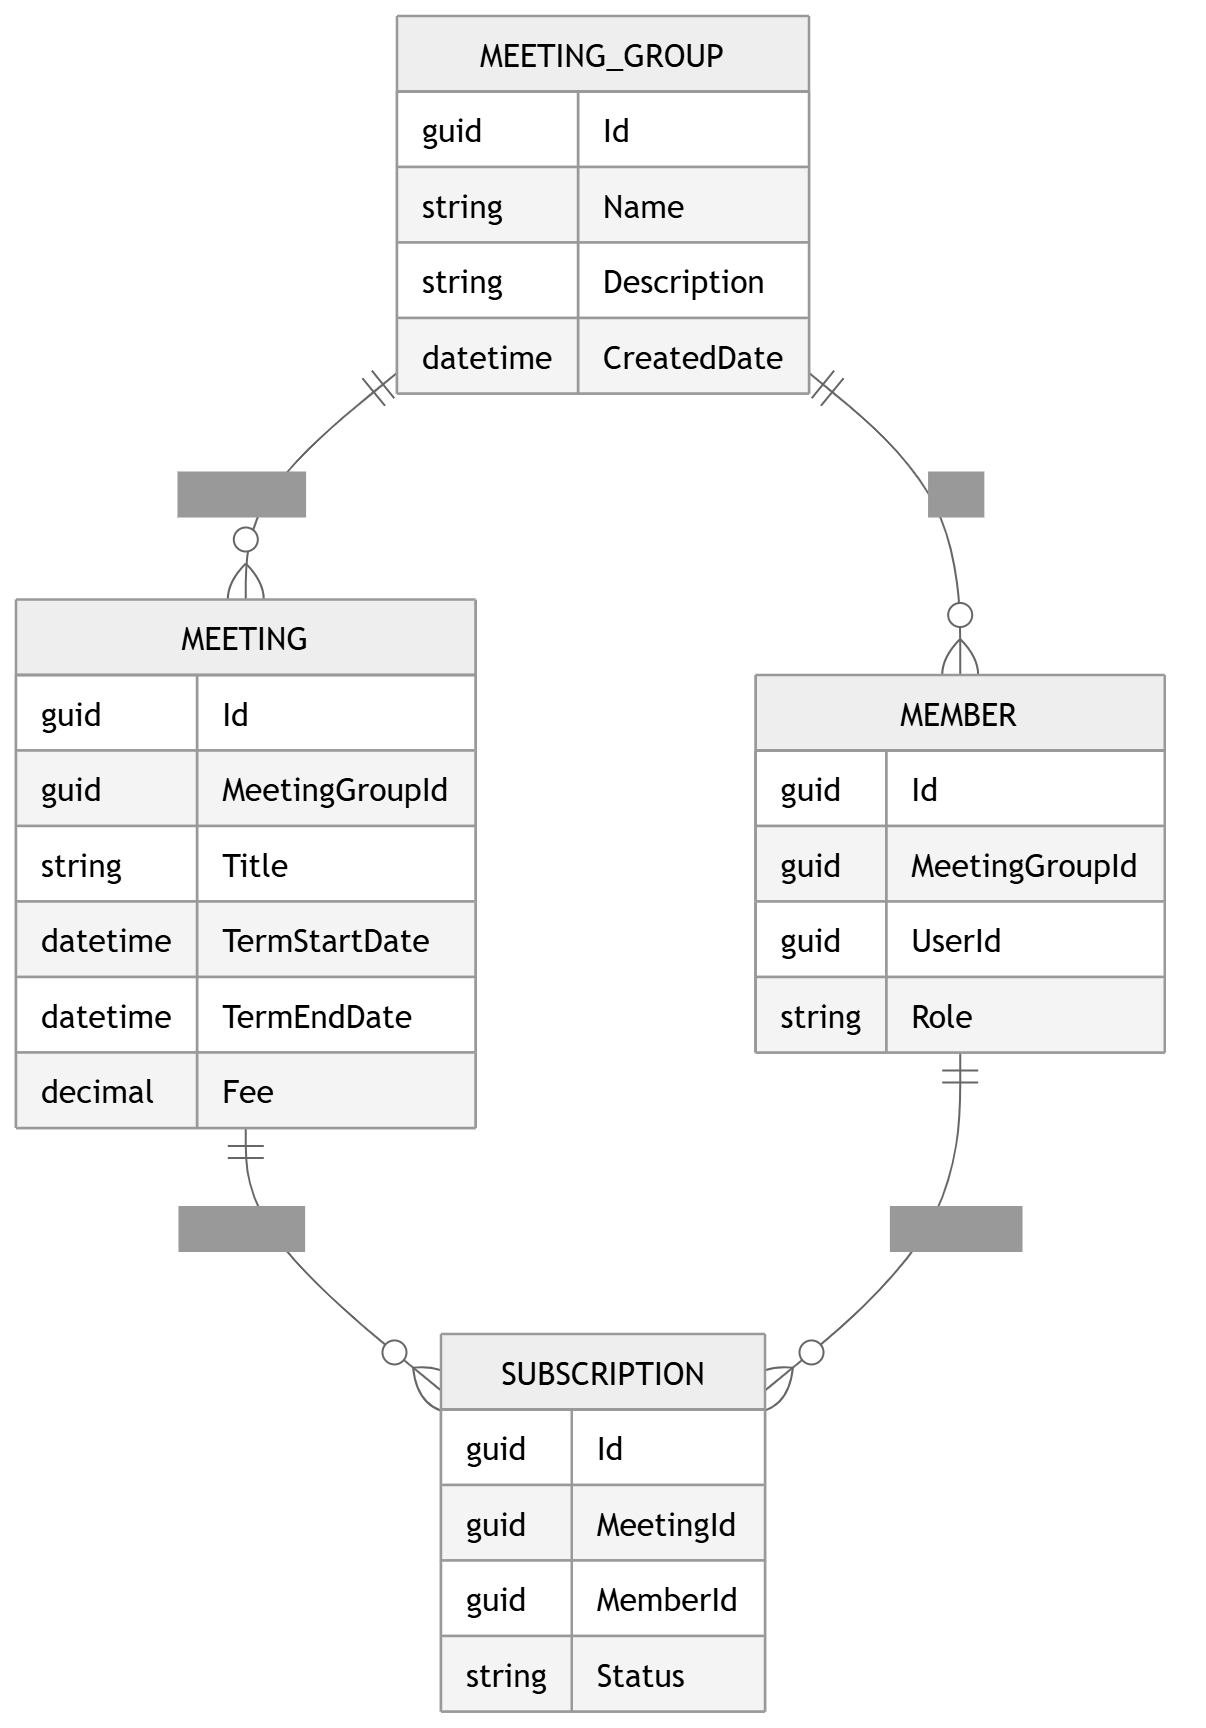 MEETING_GROUP
guid Id
string Name
string Description
datetime CreatedDate
MEETING
guid Id
guid MeetingGroupId
string Title
datetime TermStartDate
datetime TermEndDate
decimal Fee
MEMBER
guid Id
guid MeetingGroupId
guid UserId
string Role
SUBSCRIPTION
guid Id
guid MeetingId
guid MemberId
string Status